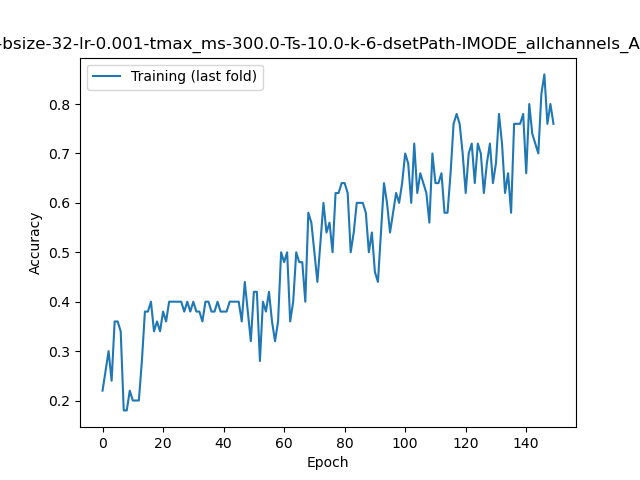 -bsize-32-lr-0.001-tmax_ms-300.0-Ts-10.0-k-6-dsetPath-IMODE_allchannels_A
Training (last fold)
0.8
0.7
0.6
0.5
0.4
0.3
0.2
Accuracy
0 20 40 60 80 100 120 140
Epoch